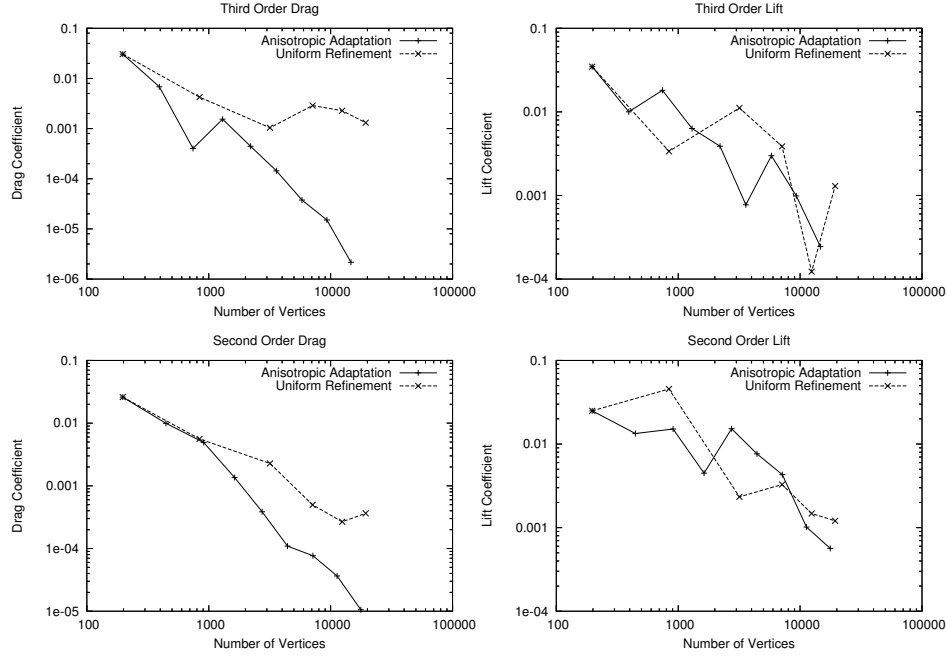 Third Order Drag
0.1
0.01
0.001
1e-04
1e-05
1e-06
100
1000
10000
100000
Drag Coefficient
Number of Vertices
Anisotropic Adaptation
Uniform Refinement
Third Order Lift
0.1
0.01
0.001
1e-04
100
1000
10000
100000
Lift Coefficient
Number of Vertices
Anisotropic Adaptation
Uniform Refinement
Second Order Drag
0.1
0.01
0.001
1e-04
1e-05
100
1000
10000
100000
Drag Coefficient
Number of Vertices
Anisotropic Adaptation
Uniform Refinement
Second Order Lift
0.1
0.01
0.001
1e-04
100
1000
10000
100000
Lift Coefficient
Number of Vertices
Anisotropic Adaptation
Uniform Refinement